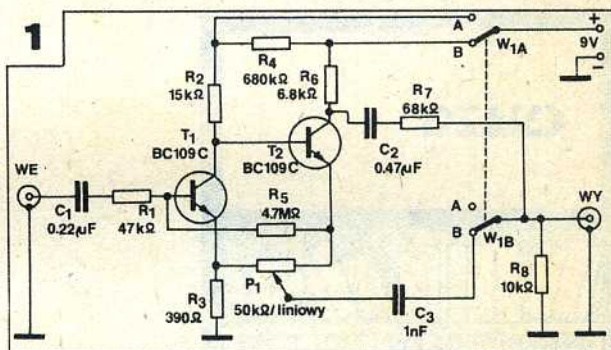 1
A
B
W1A
+
9V
-
R4
680kΩ
R2
15kΩ
R6
6.8kΩ
R7
68kΩ
T1
BC109C
T2
BC109C
C2
0.47µF
WE
C1
0.22µF
R1
47kΩ
R5
4.7MΩ
A
B
W1B
WY
P1
50kΩ/liniowy
C3
1nF
R3
390Ω
R8
10kΩ